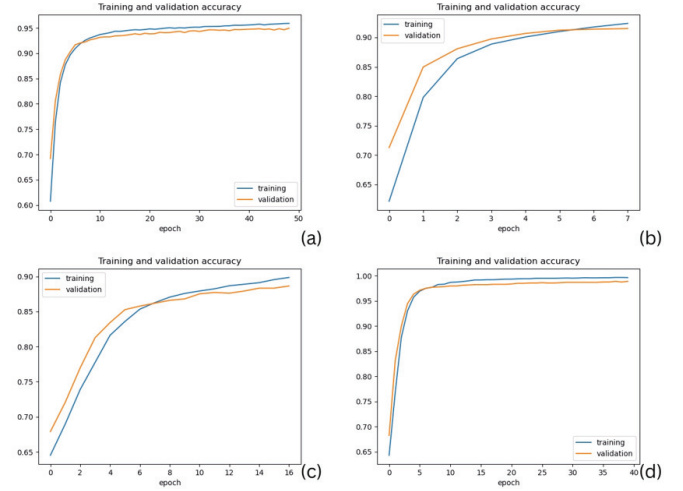 Training and validation accuracy
0.95
0.90
0.85
0.80
0.75
0.70
0.65
0.60
training
validation
0 10 20 30 40 50
epoch
(a)
Training and validation accuracy
training
validation
0.90
0.85
0.80
0.75
0.70
0.65
0 1 2 3 4 5 6 7
epoch
(b)
Training and validation accuracy
training
validation
0.90
0.85
0.80
0.75
0.70
0.65
0 2 4 6 8 10 12 14 16
epoch
(c)
Training and validation accuracy
1.00
0.95
0.90
0.85
0.80
0.75
0.70
0.65
training
validation
0 5 10 15 20 25 30 35 40
epoch
(d)